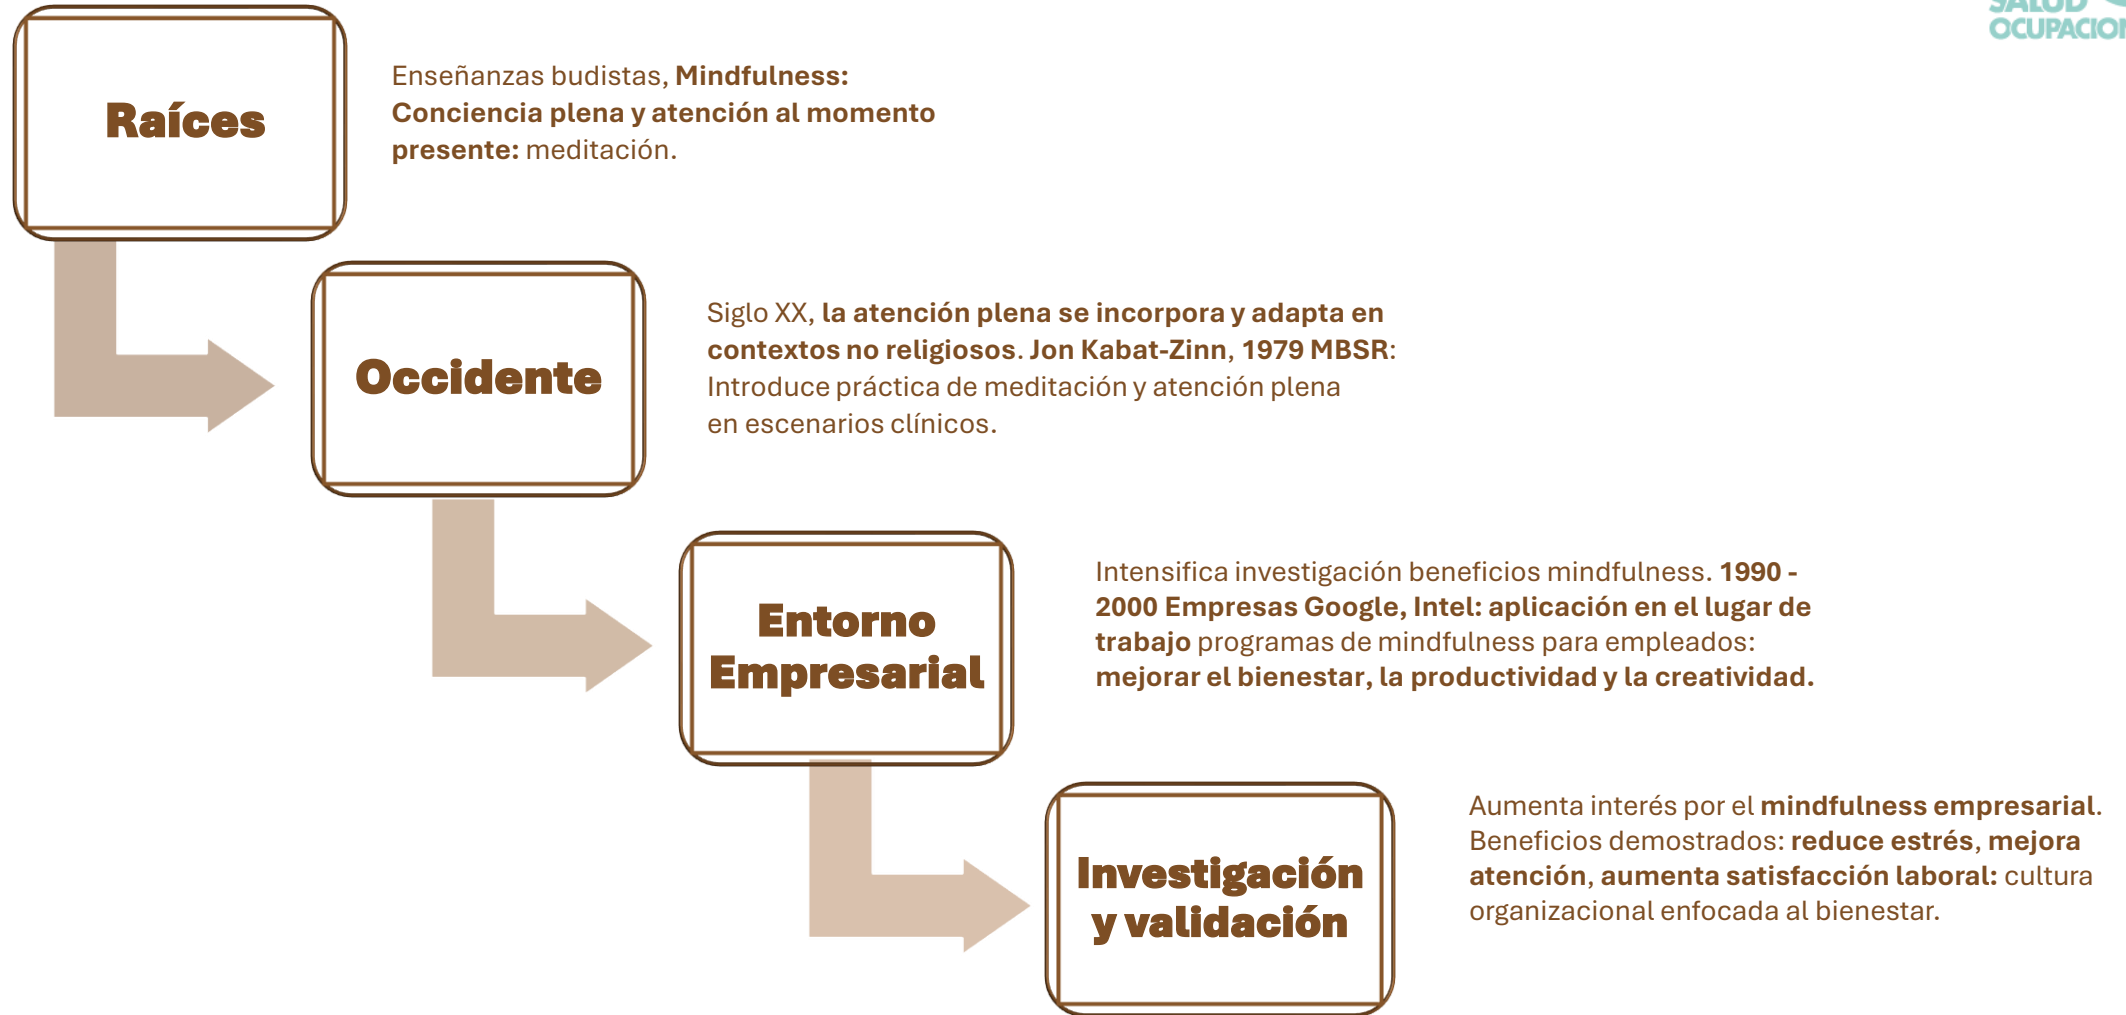 SALUD
Raíces
Enseñanzas budistas, Mindfulness:
Conciencia plena y atención al momento
presente: meditación.
Occidente
Siglo XX, la atención plena se incorpora y adapta en
contextos no religiosos. Jon Kabat-Zinn, 1979 MBSR:
Introduce práctica de meditación y atención plena
en escenarios clínicos.
Entorno
Empresarial
Intensifica investigación beneficios mindfulness. 1990 -
2000 Empresas Google, Intel: aplicación en el lugar de
trabajo programas de mindfulness para empleados:
mejorar el bienestar, la productividad y la creatividad.
Investigación
y validación
Aumenta interés por el mindfulness empresarial.
Beneficios demostrados: reduce estrés, mejora
atención, aumenta satisfacción laboral: cultura
organizacional enfocada al bienestar.